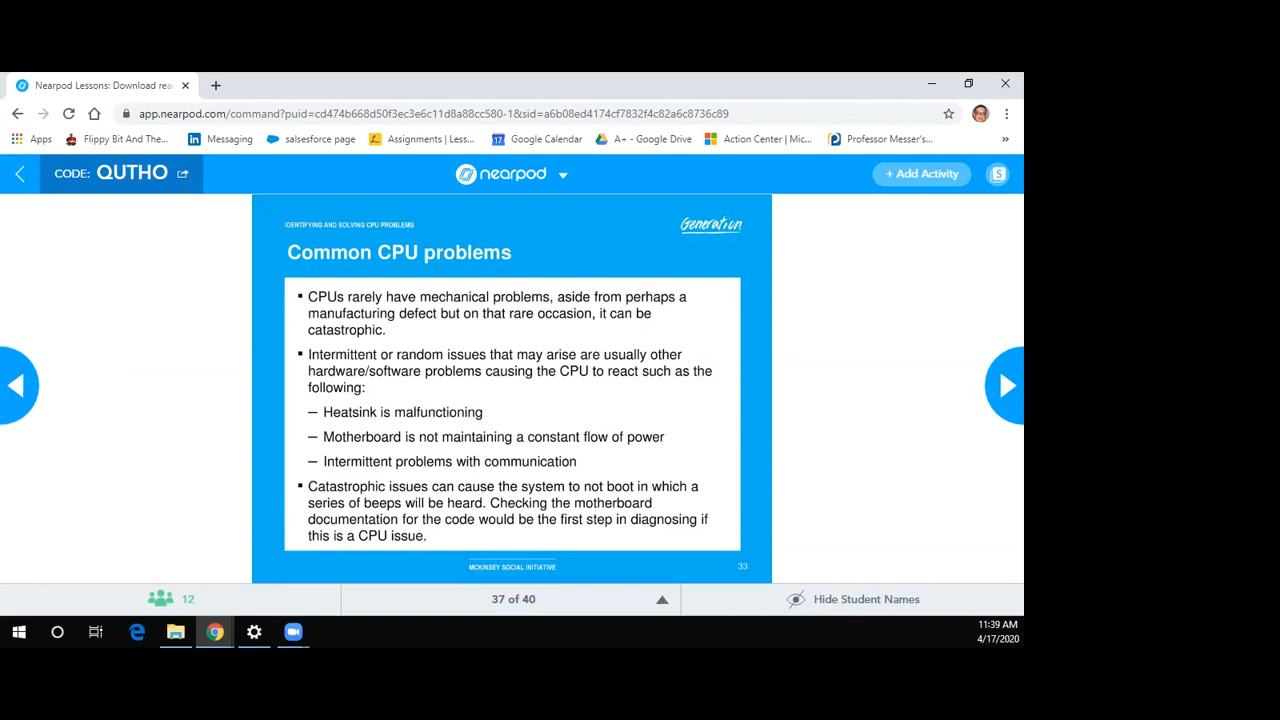 Nearpod Lessons: Download rea
app.nearpod.com/command?puid=cd474b668d50f3ec3e6c11d8a88cc580-1&sid=a6b08ed4174cf7832f4c82a6c8736c89
Apps Flippy Bit And The... Messaging salsesforce page Assignments | Less... Google Calendar A+ - Google Drive Action Center | Mic... Professor Messer's... »
CODE: QUTHO nearpod + Add Activity
IDENTIFYING AND SOLVING CPU PROBLEMS
Generation
Common CPU problems
▪ CPUs rarely have mechanical problems, aside from perhaps a
manufacturing defect but on that rare occasion, it can be
catastrophic.
▪ Intermittent or random issues that may arise are usually other
hardware/software problems causing the CPU to react such as the
following:
– Heatsink is malfunctioning
– Motherboard is not maintaining a constant flow of power
– Intermittent problems with communication
▪ Catastrophic issues can cause the system to not boot in which a
series of beeps will be heard. Checking the motherboard
documentation for the code would be the first step in diagnosing if
this is a CPU issue.
MCKINSEY SOCIAL INITIATIVE 33
12 37 of 40 Hide Student Names
11:39 AM
4/17/2020